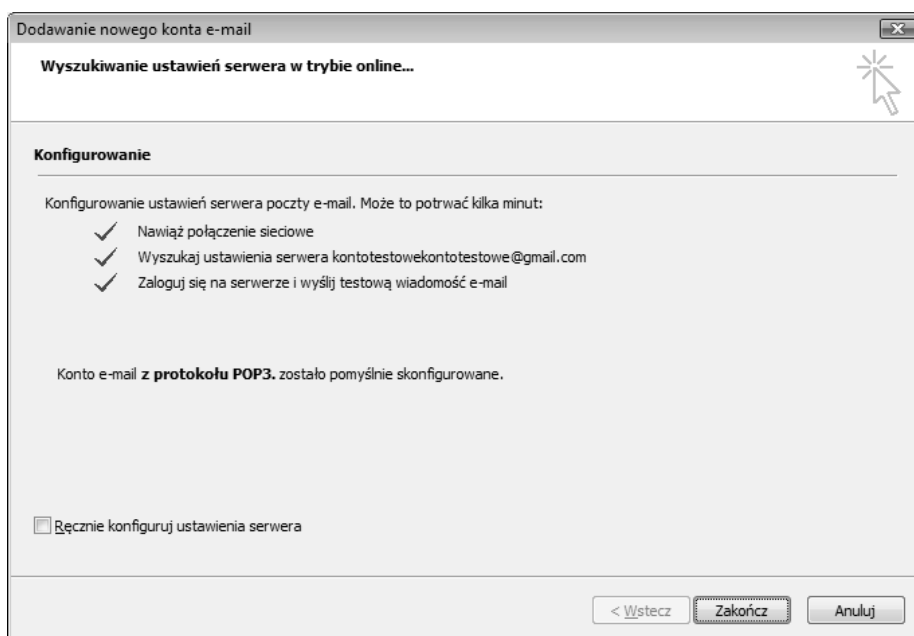 Dodawanie nowego konta e-mail
Wyszukiwanie ustawień serwera w trybie online...
Konfigurowanie
Konfigurowanie ustawień serwera poczty e-mail. Może to potrwać kilka minut:
Nawiąż połączenie sieciowe
Wyszukaj ustawienia serwera kontotestowekontotestowe@gmail.com
Zaloguj się na serwerze i wyślij testową wiadomość e-mail
Konto e-mail z protokołu POP3. zostało pomyślnie skonfigurowane.
Ręcznie konfiguruj ustawienia serwera
< Wstecz Zakończ Anuluj